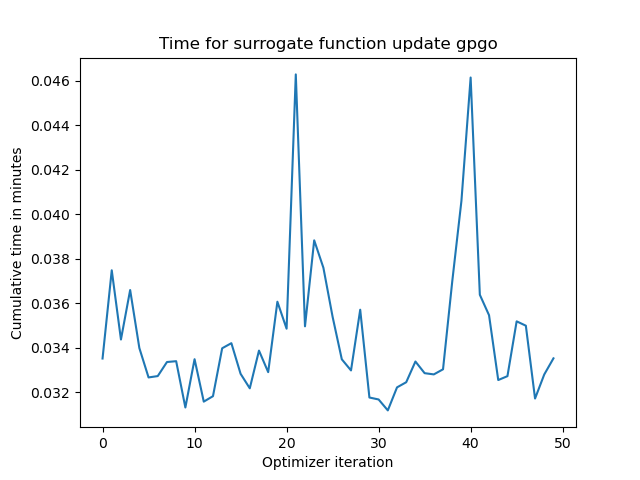 Time for surrogate function update gpgo
Cumulative time in minutes
0.046
0.044
0.042
0.040
0.038
0.036
0.034
0.032
0 10 20 30 40 50
Optimizer iteration